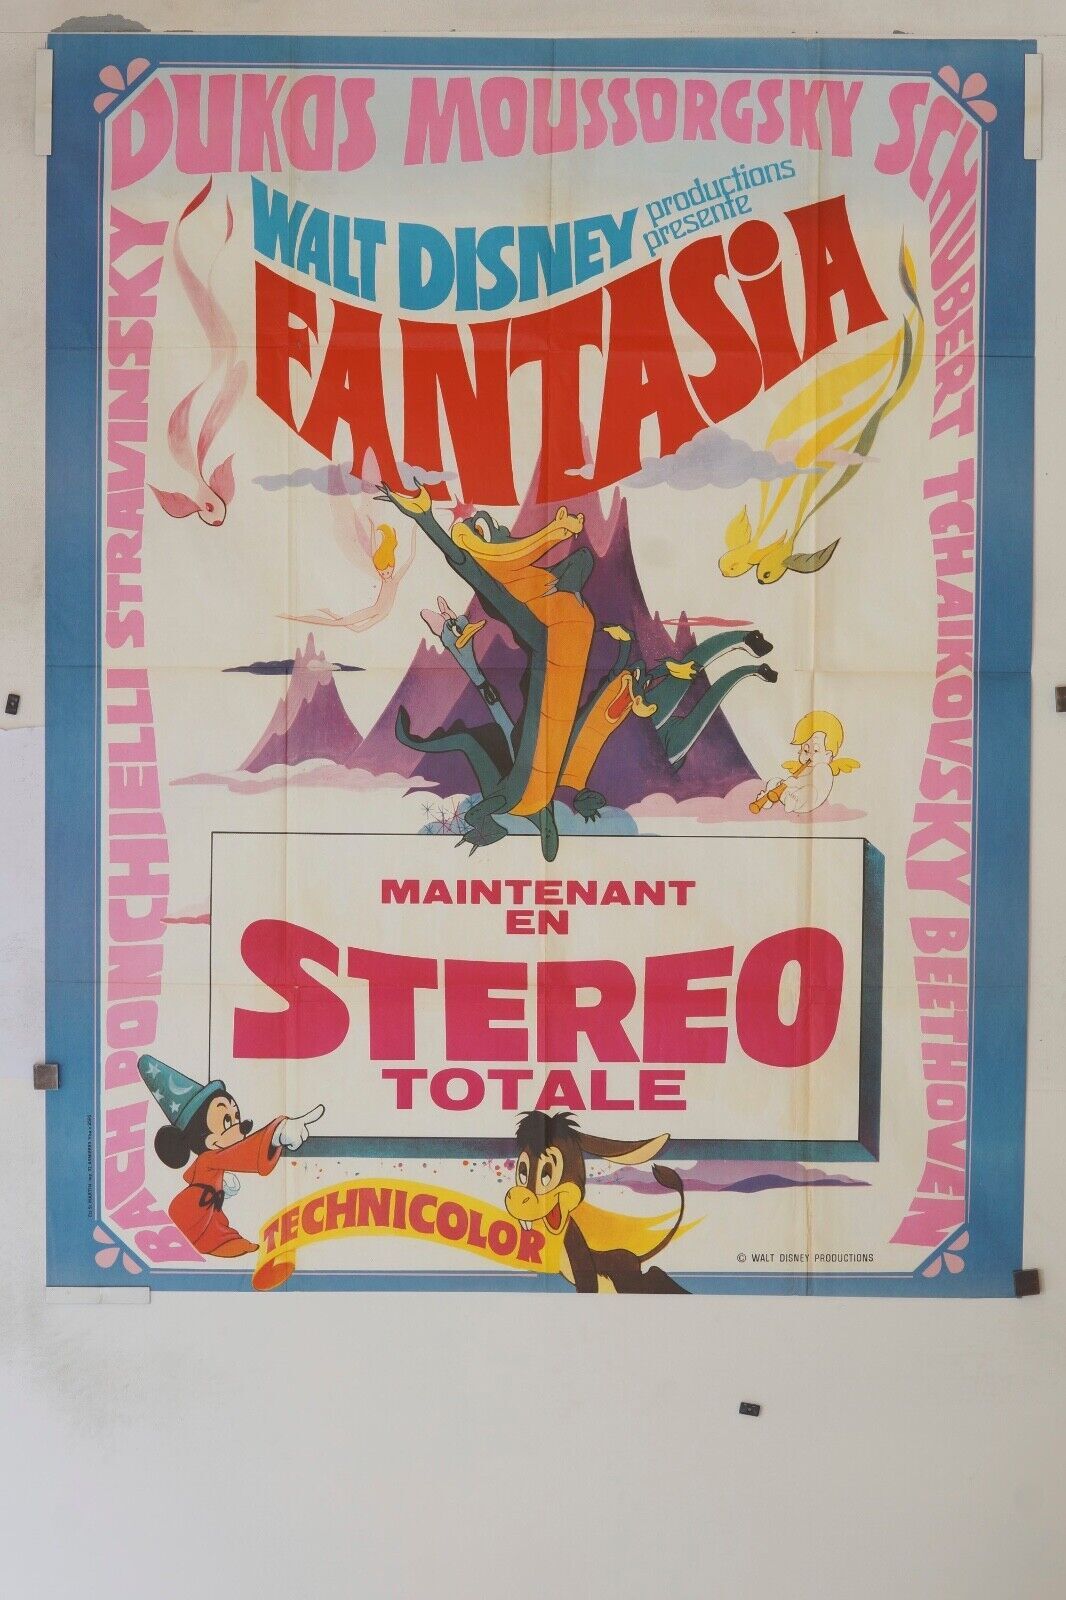 DUKAS MOUSSORGSKY SCHUBERT TCHAIKOVSKY BEETHOVEN
BACH PONCHIELLI STRAWINSKY
WALT DISNEY productions
presente
FANTASiA
MAINTENANT
EN
STEREO
TOTALE
TECHNICOLOR
© WALT DISNEY PRODUCTIONS